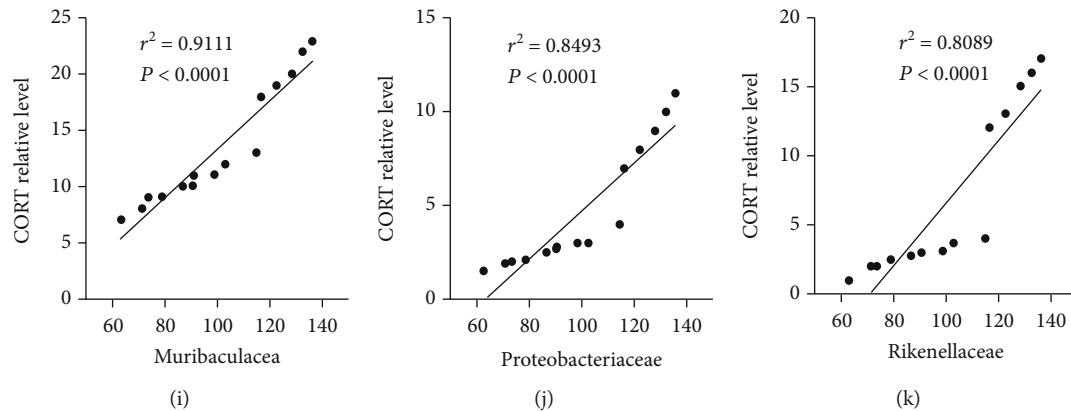 CORT relative level
25
20
15
10
5
0
r² = 0.9111
P < 0.0001
60 80 100 120 140
Muribaculacea
(i)
CORT relative level
15
10
5
0
r² = 0.8493
P < 0.0001
60 80 100 120 140
Proteobacteriaceae
(j)
CORT relative level
20
15
10
5
0
r² = 0.8089
P < 0.0001
60 80 100 120 140
Rikenellaceae
(k)